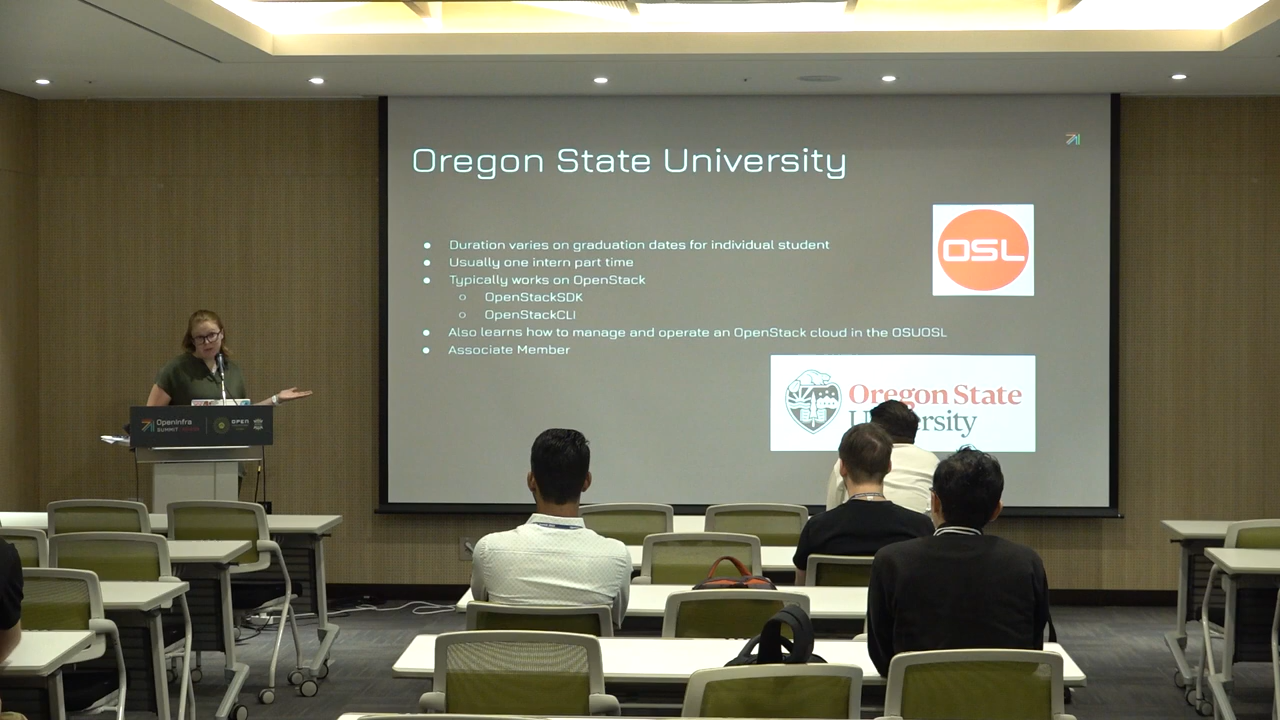 Oregon State University
Duration varies on graduation dates for individual student
Usually one intern part time
Typically works on OpenStack
OpenStackSDK
OpenStackCLI
Also learns how to manage and operate an OpenStack cloud in the OSUOSL
Associate Member
OSL
Oregon State
OpenInfra
SUMMIT
OPEN